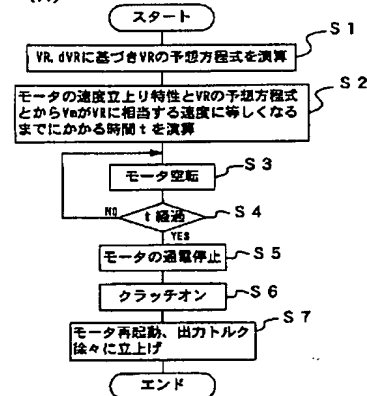 スタート
S1
VR,dVRに基づきVRの予想方程式を演算
S2
モータの速度立上り特性とVRの予想方程式
とからVmがVRに相当する速度に等しくなる
までにかかる時間tを演算
S3
モータ空転
NO
t経過
S4
YES
モータの通電停止
S5
S6
クラッチオン
S7
モータ再起動、出力トルク
徐々に立上げ
エンド